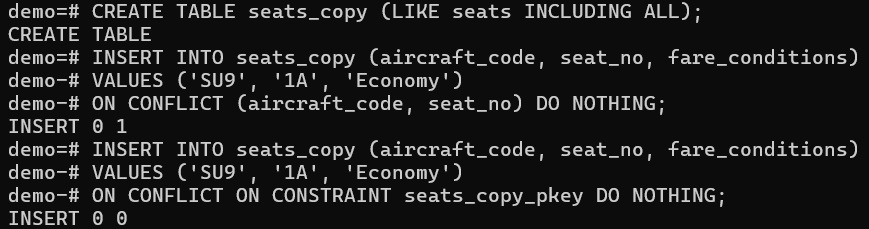 demo=# CREATE TABLE seats_copy (LIKE seats INCLUDING ALL);
CREATE TABLE
demo=# INSERT INTO seats_copy (aircraft_code, seat_no, fare_conditions)
demo-# VALUES ('SU9', '1A', 'Economy')
demo-# ON CONFLICT (aircraft_code, seat_no) DO NOTHING;
INSERT 0 1
demo=# INSERT INTO seats_copy (aircraft_code, seat_no, fare_conditions)
demo-# VALUES ('SU9', '1A', 'Economy')
demo-# ON CONFLICT ON CONSTRAINT seats_copy_pkey DO NOTHING;
INSERT 0 0